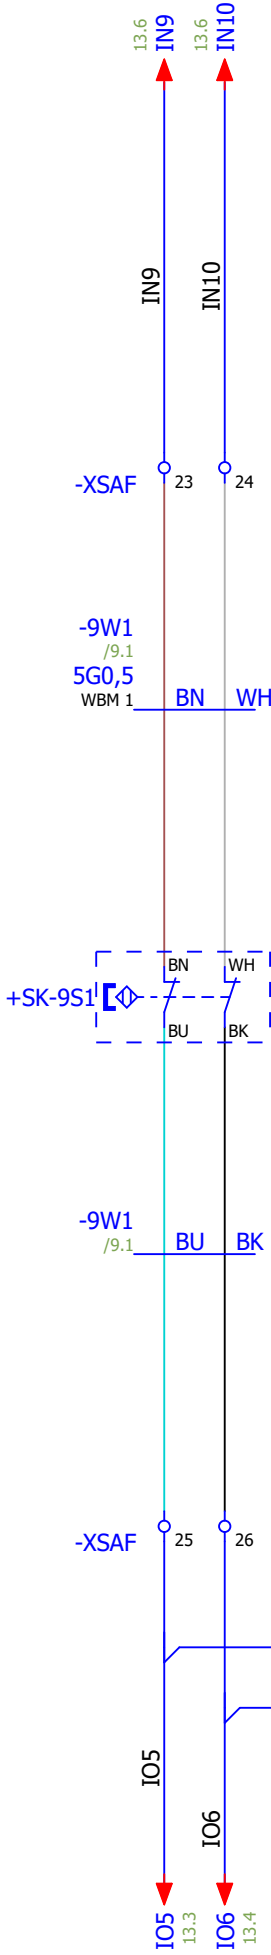 13.6
IN9
13.6
IN10
IN9
IN10
-XSAF
23
24
-9W1
/9.1
5G0,5
WBM 1
BN
WH
+SK-9S1
BN
WH
BU
BK
-9W1
/9.1
BU
BK
-XSAF
25
26
IO5
IO6
IO5
13.3
IO6
13.4